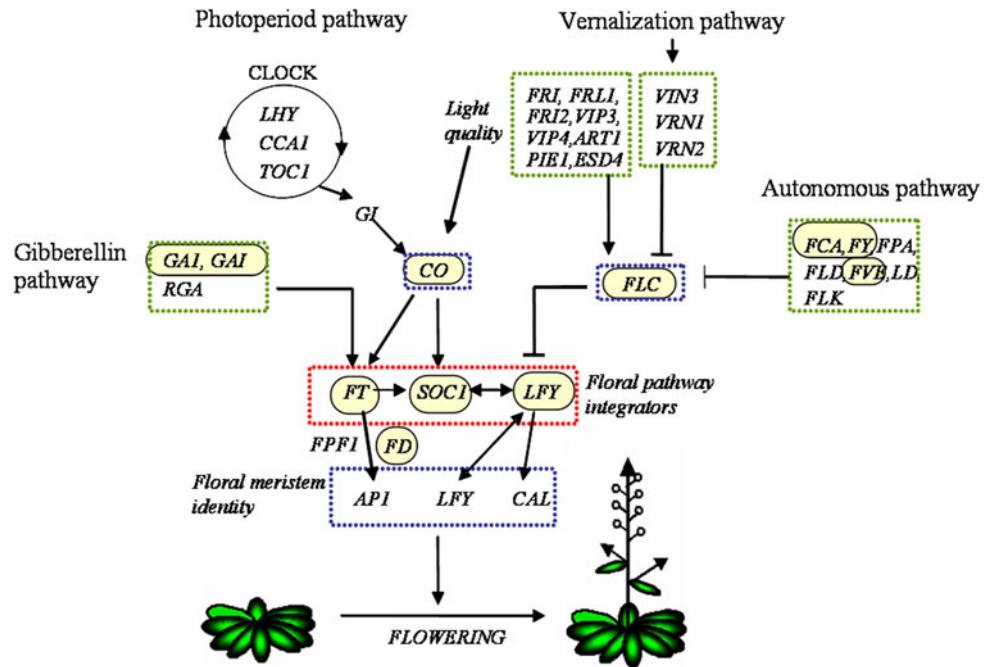 Photoperiod pathway
Vernalization pathway
CLOCK
LHY
CCA1
TOC1
Light
quality
FRI, FRL1,
FRI2,VIP3,
VIP4,ART1
PIE1,ESD4
VIN3
VRN1
VRN2
GI
Autonomous pathway
FCA, FY, FPA,
FLD, FVE, LD
FLK
Gibberellin
pathway
GAI, GAI
RGA
CO
FLC
FT
SOC1
LFY
Floral pathway
integrators
FPF1
FD
Floral meristem
identity
AP1
LFY
CAL
FLOWERING